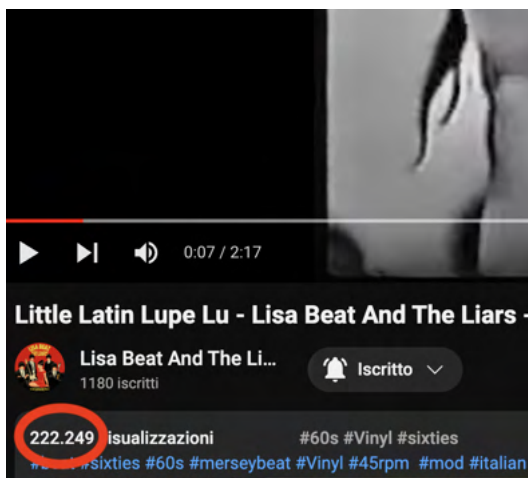 0:07 / 2:17
Little Latin Lupe Lu - Lisa Beat And The Liars -
Lisa Beat And The Li...
1180 iscritti
Iscritto
222.249 isualizzazioni #60s #Vinyl #sixties
#sixties #60s #merseybeat #Vinyl #45rpm #mod #italian